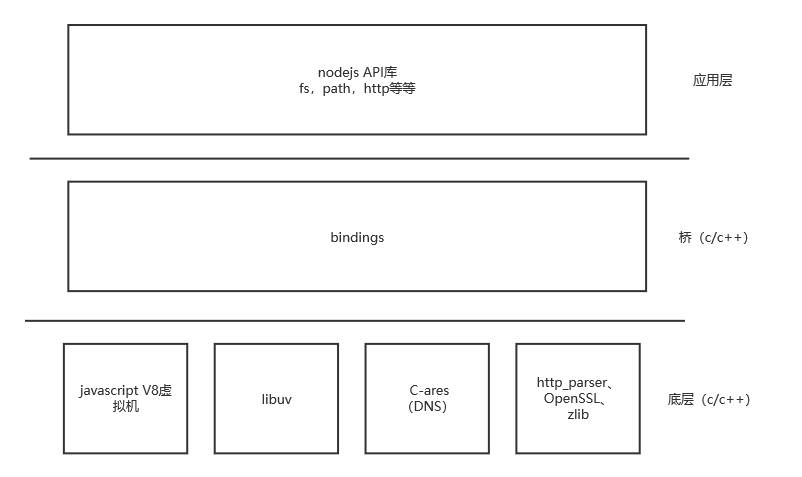 nodejs API库
fs，path，http等等
应用层
bindings
桥（c/c++）
javascript V8虚
拟机
libuv
C-ares
（DNS）
http_parser、
OpenSSL、
zlib
底层（c/c++）